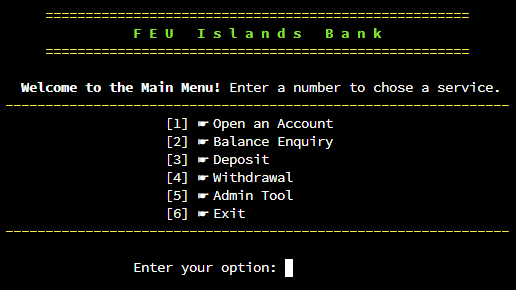 F E U   I s l a n d s   B a n k
Welcome to the Main Menu! Enter a number to chose a service.
[1] ☛ Open an Account
[2] ☛ Balance Enquiry
[3] ☛ Deposit
[4] ☛ Withdrawal
[5] ☛ Admin Tool
[6] ☛ Exit
Enter your option: